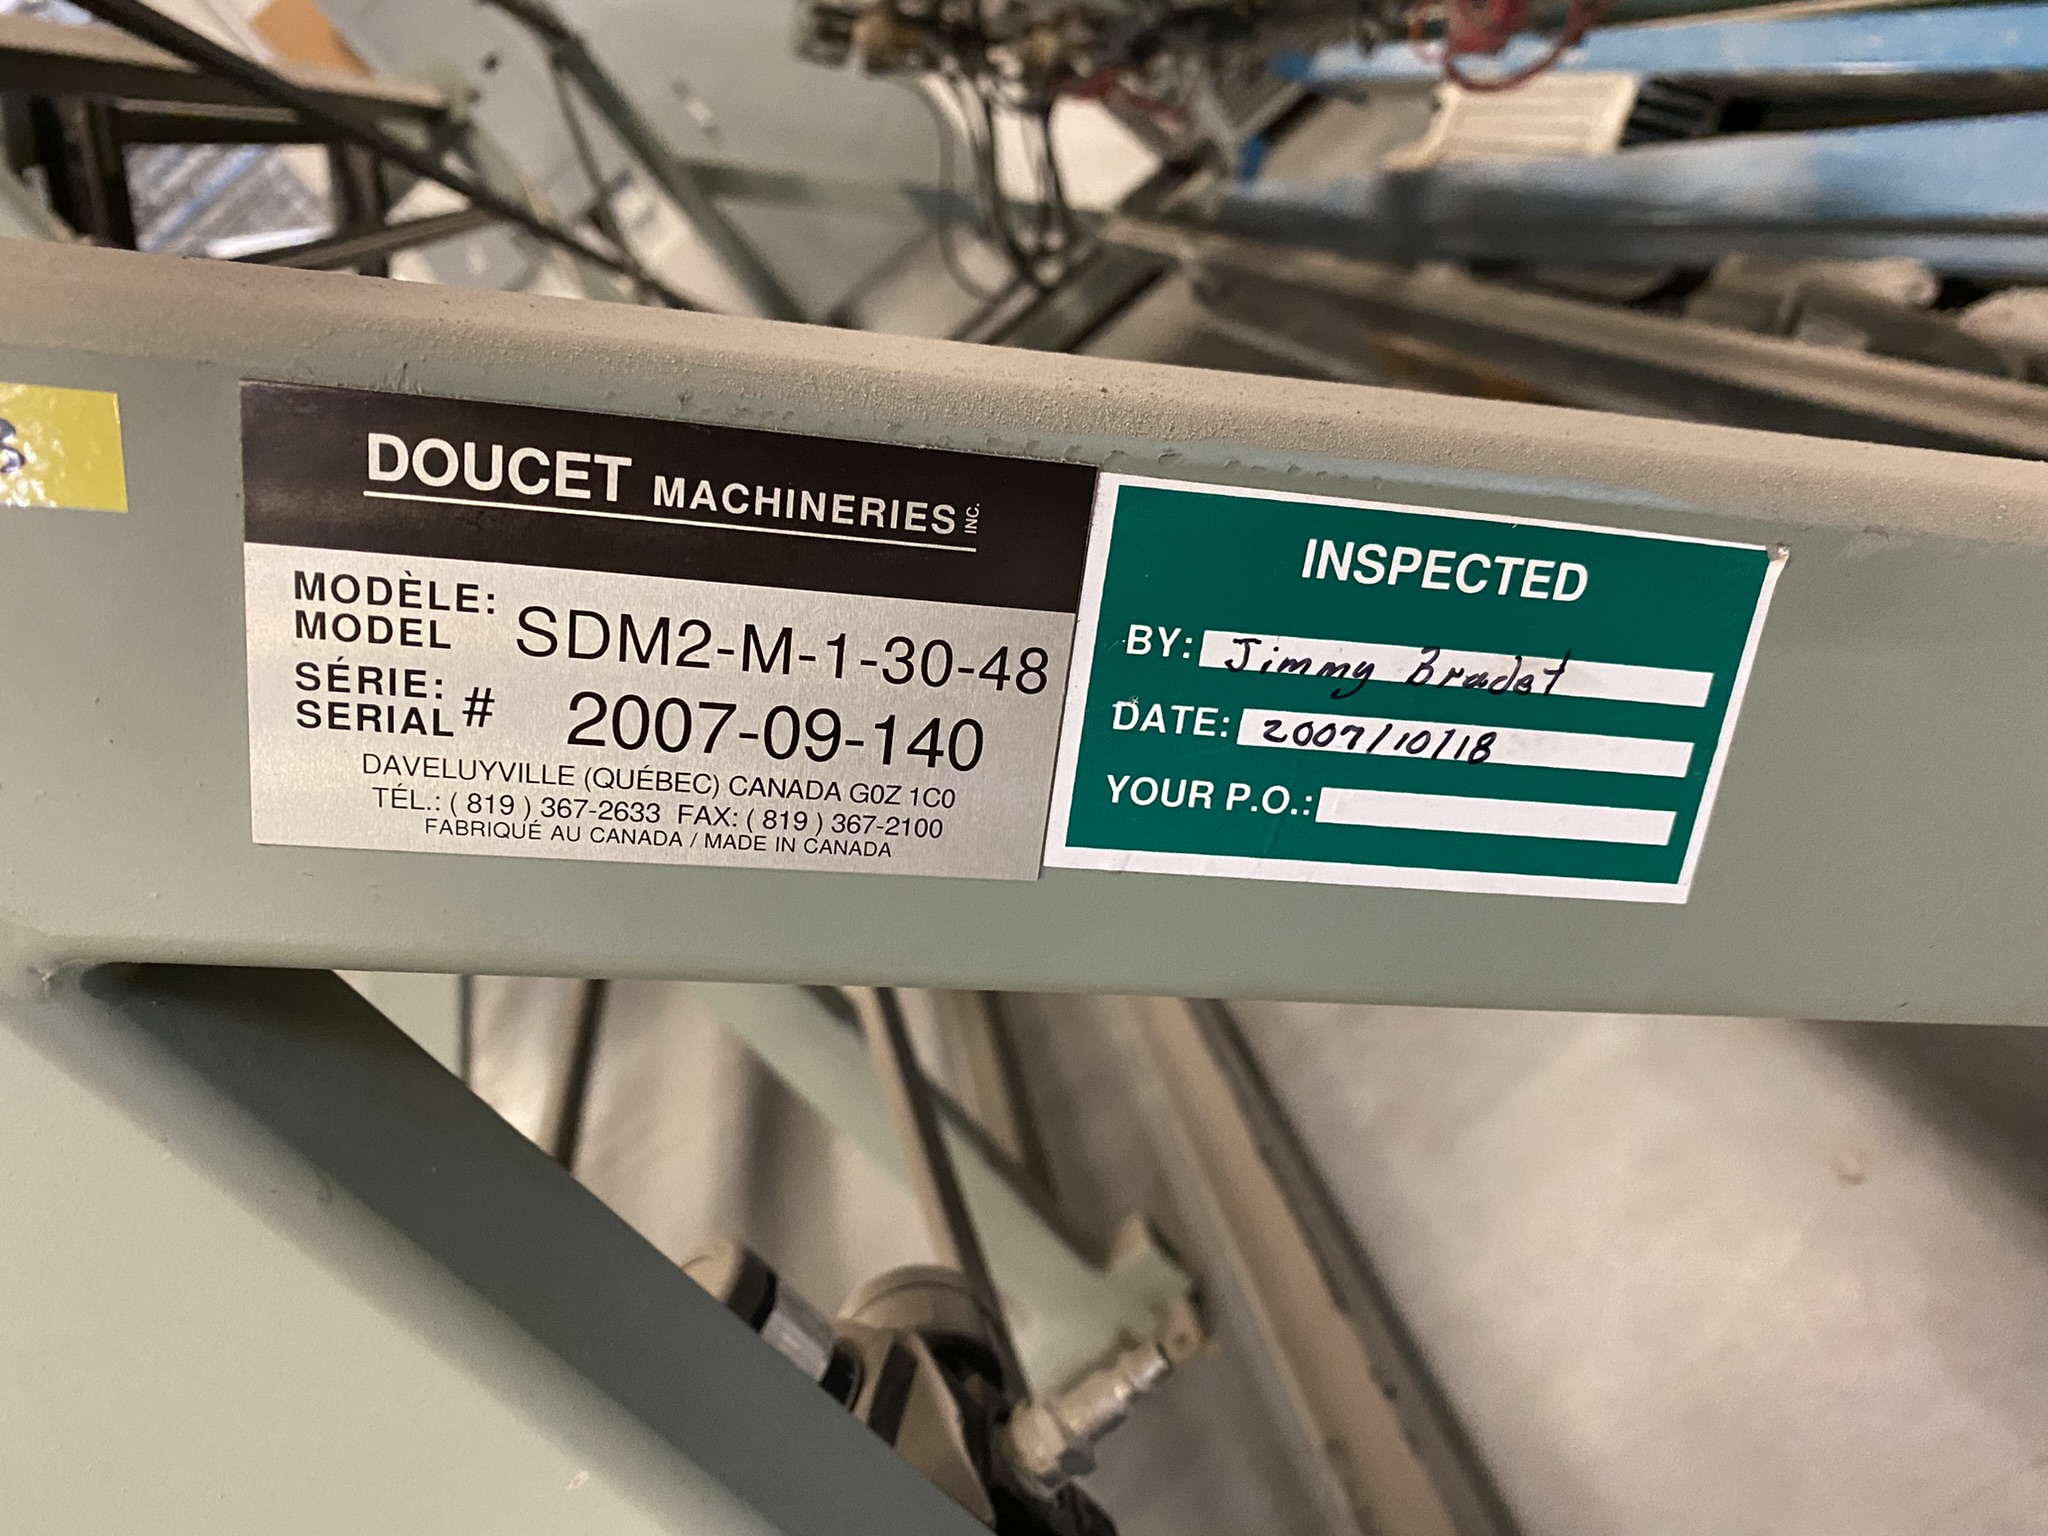 DOUCET MACHINERIES INC.
MODÈLE:
MODEL
SDM2-M-1-30-48
SÉRIE:
SERIAL #
2007-09-140
DAVELUYVILLE (QUÉBEC) CANADA G0Z 1C0
TÉL.: ( 819 ) 367-2633 FAX: ( 819 ) 367-2100
FABRIQUÉ AU CANADA / MADE IN CANADA
INSPECTED
BY: Jimmy Bradet
DATE: 2007/10/18
YOUR P.O.: